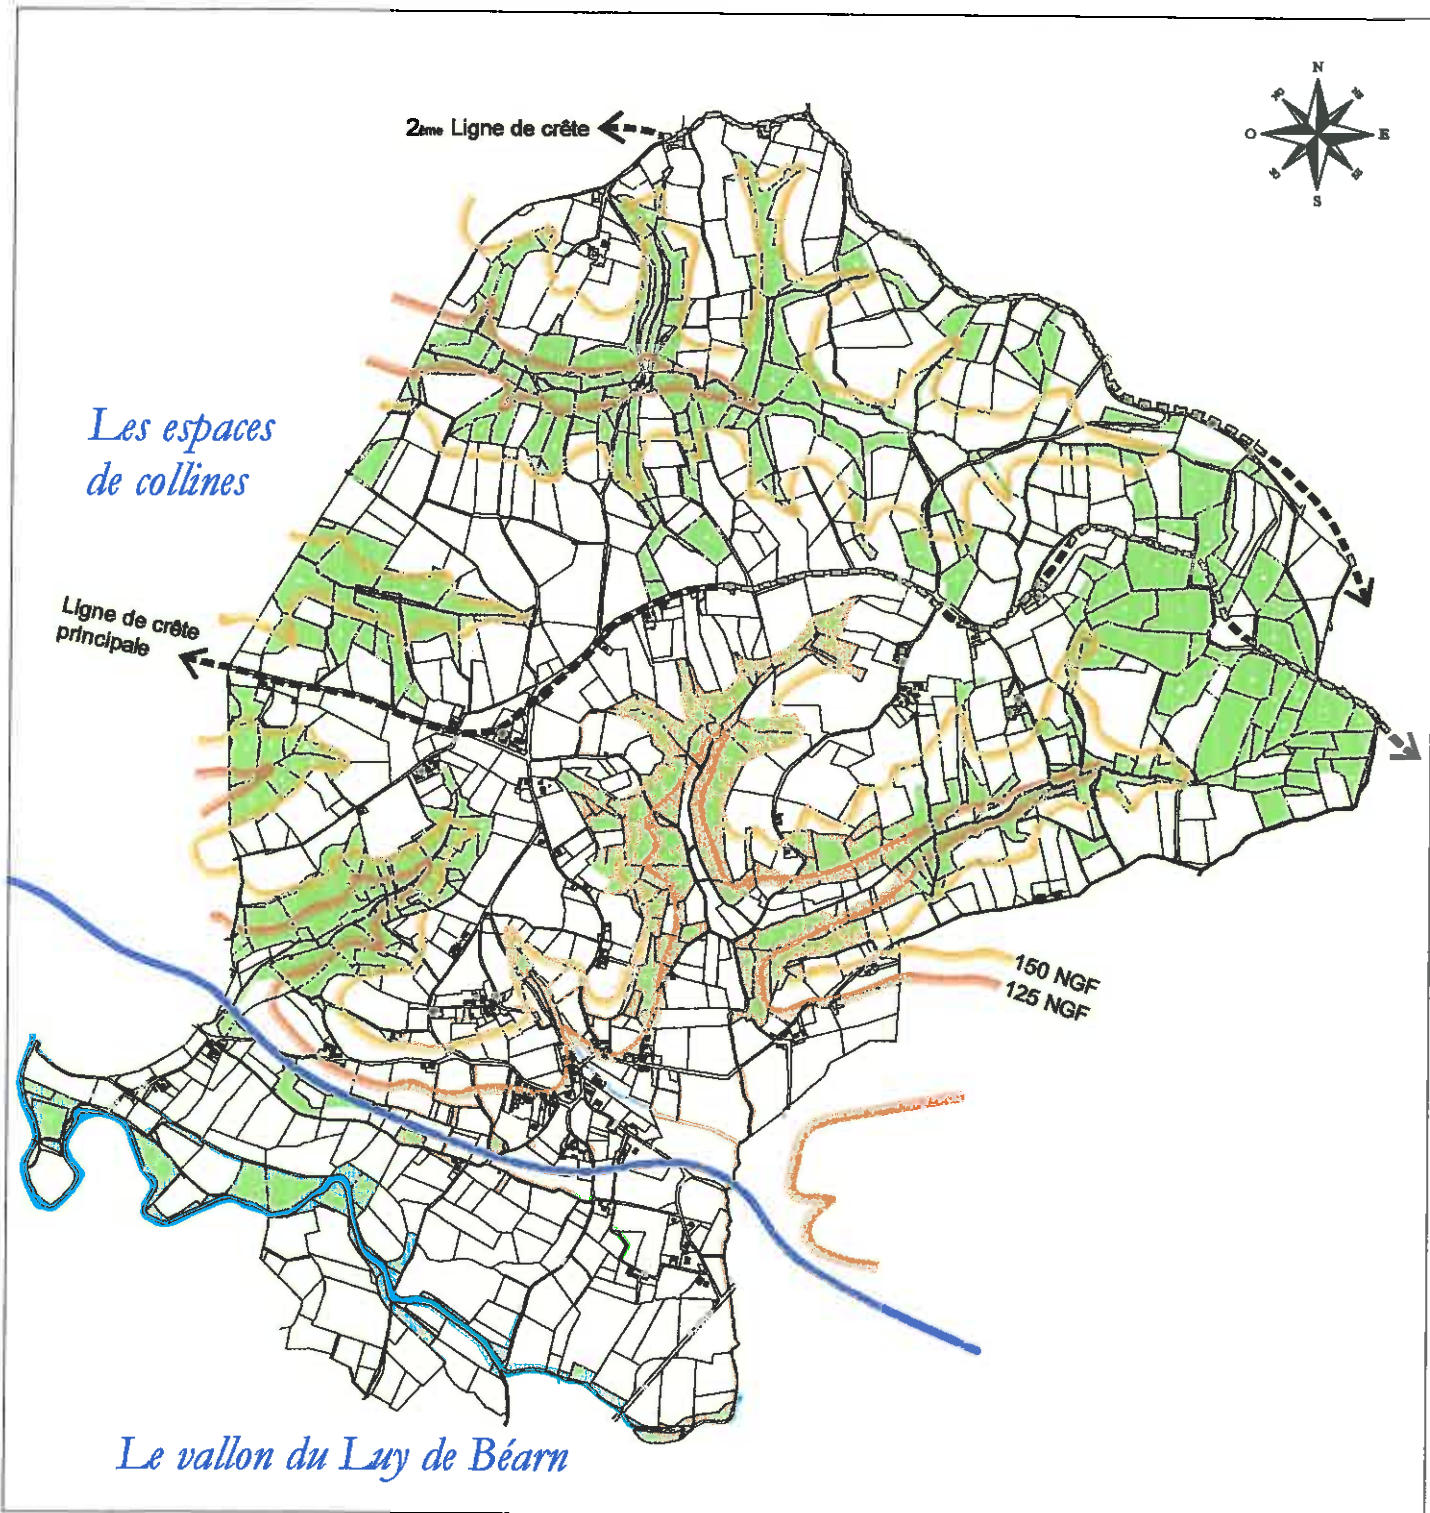 N
2ème Ligne de crête
O
E
S
Les espaces
de collines
Ligne de crête
principale
150 NGF
125 NGF
Le vallon du Luy de Béarn